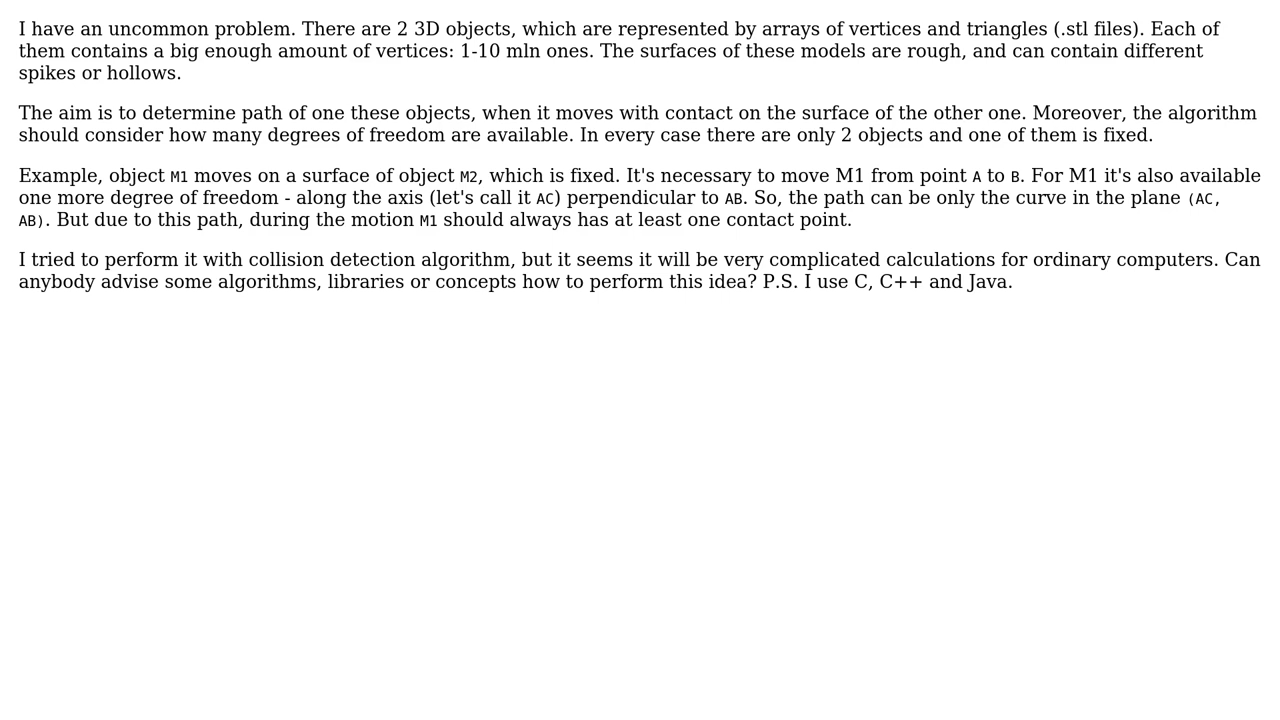 I have an uncommon problem. There are 2 3D objects, which are represented by arrays of vertices and triangles (.stl files). Each of
them contains a big enough amount of vertices: 1-10 mln ones. The surfaces of these models are rough, and can contain different
spikes or hollows.
The aim is to determine path of one these objects, when it moves with contact on the surface of the other one. Moreover, the algorithm
should consider how many degrees of freedom are available. In every case there are only 2 objects and one of them is fixed.
Example, object M1 moves on a surface of object M2, which is fixed. It's necessary to move M1 from point A to B. For M1 it's also available
one more degree of freedom - along the axis (let's call it AC) perpendicular to AB. So, the path can be only the curve in the plane (AC,
AB). But due to this path, during the motion M1 should always has at least one contact point.
I tried to perform it with collision detection algorithm, but it seems it will be very complicated calculations for ordinary computers. Can
anybody advise some algorithms, libraries or concepts how to perform this idea? P.S. I use C, C++ and Java.